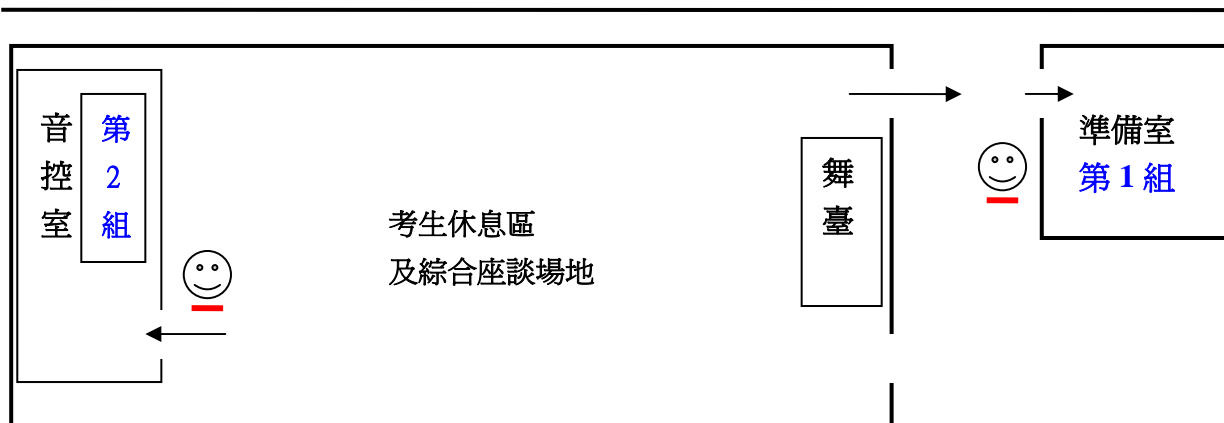 音控室
第2組
考生休息區
及綜合座談場地
舞臺
準備室
第 1 組